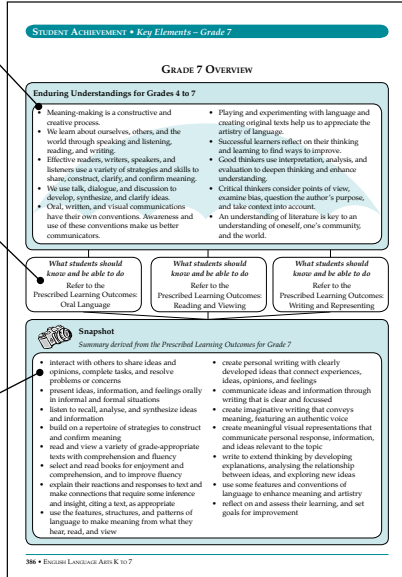 STUDENT ACHIEVEMENT • Key Elements – Grade 7
GRADE 7 OVERVIEW
Enduring Understandings for Grades 4 to 7
• Meaning-making is a constructive and
creative process.
• We learn about ourselves, others, and the
world through speaking and listening,
reading, and writing.
• Effective readers, writers, speakers, and
listeners use a variety of strategies and skills to
share, construct, clarify, and confirm meaning.
• We use talk, dialogue, and discussion to
develop, synthesize, and clarify ideas.
• Oral, written, and visual communications
have their own conventions. Awareness and
use of these conventions make us better
communicators.
• Playing and experimenting with language and
creating original texts help us to appreciate the
artistry of language.
• Successful learners reflect on their thinking
and learning to find ways to improve.
• Good thinkers use interpretation, analysis, and
evaluation to deepen thinking and enhance
understanding.
• Critical thinkers consider points of view,
examine bias, question the author's purpose,
and take context into account.
• An understanding of literature is key to an
understanding of oneself, one's community,
and the world.
What students should
know and be able to do
Refer to the
Prescribed Learning Outcomes:
Oral Language
What students should
know and be able to do
Refer to the
Prescribed Learning Outcomes:
Reading and Viewing
What students should
know and be able to do
Refer to the
Prescribed Learning Outcomes:
Writing and Representing
Snapshot
Summary derived from the Prescribed Learning Outcomes for Grade 7
• interact with others to share ideas and
opinions, complete tasks, and resolve
problems or concerns
• present ideas, information, and feelings orally
in informal and formal situations
• listen to recall, analyse, and synthesize ideas
and information
• build on a repertoire of strategies to construct
and confirm meaning
• read and view a variety of grade-appropriate
texts with comprehension and fluency
• select and read books for enjoyment and
comprehension, and to improve fluency
• explain their reactions and responses to text and
make connections that require some inference
and insight, citing a text, as appropriate
• use the features, structures, and patterns of
language to make meaning from what they
hear, read, and view
• create personal writing with clearly
developed ideas that connect experiences,
ideas, opinions, and feelings
• communicate ideas and information through
writing that is clear and focussed
• create imaginative writing that conveys
meaning, featuring an authentic voice
• create meaningful visual representations that
communicate personal response, information,
and ideas relevant to the topic
• write to extend thinking by developing
explanations, analysing the relationship
between ideas, and exploring new ideas
• use some features and conventions
of language to enhance meaning and artistry
• reflect on and assess their learning, and set
goals for improvement
386 • ENGLISH LANGUAGE ARTS K TO 7